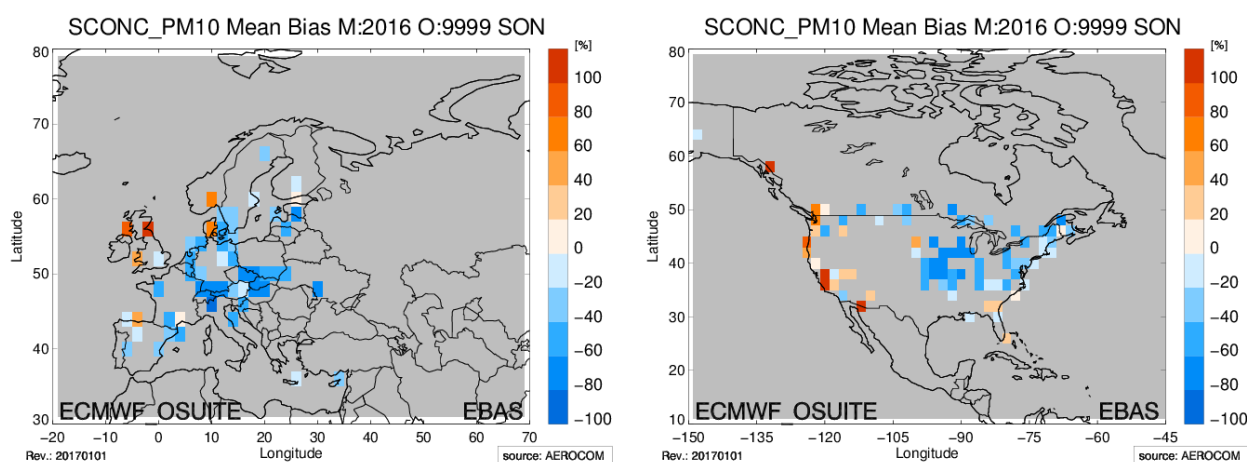 SCONC_PM10 Mean Bias M:2016 O:9999 SON
[%]
80
70
60
50
40
30
Latitude
100
80
60
40
20
0
−20
−40
−60
−80
−100
ECMWF_OSUITE
EBAS
−20 −10 0 10 20 30 40 50 60 70
Longitude
Rev.: 20170101
source: AEROCOM
SCONC_PM10 Mean Bias M:2016 O:9999 SON
[%]
80
70
60
50
40
30
20
10
Latitude
100
80
60
40
20
0
−20
−40
−60
−80
−100
ECMWF_OSUITE
EBAS
−150 −135 −120 −105 −90 −75 −60 −45
Longitude
Rev.: 20170101
source: AEROCOM